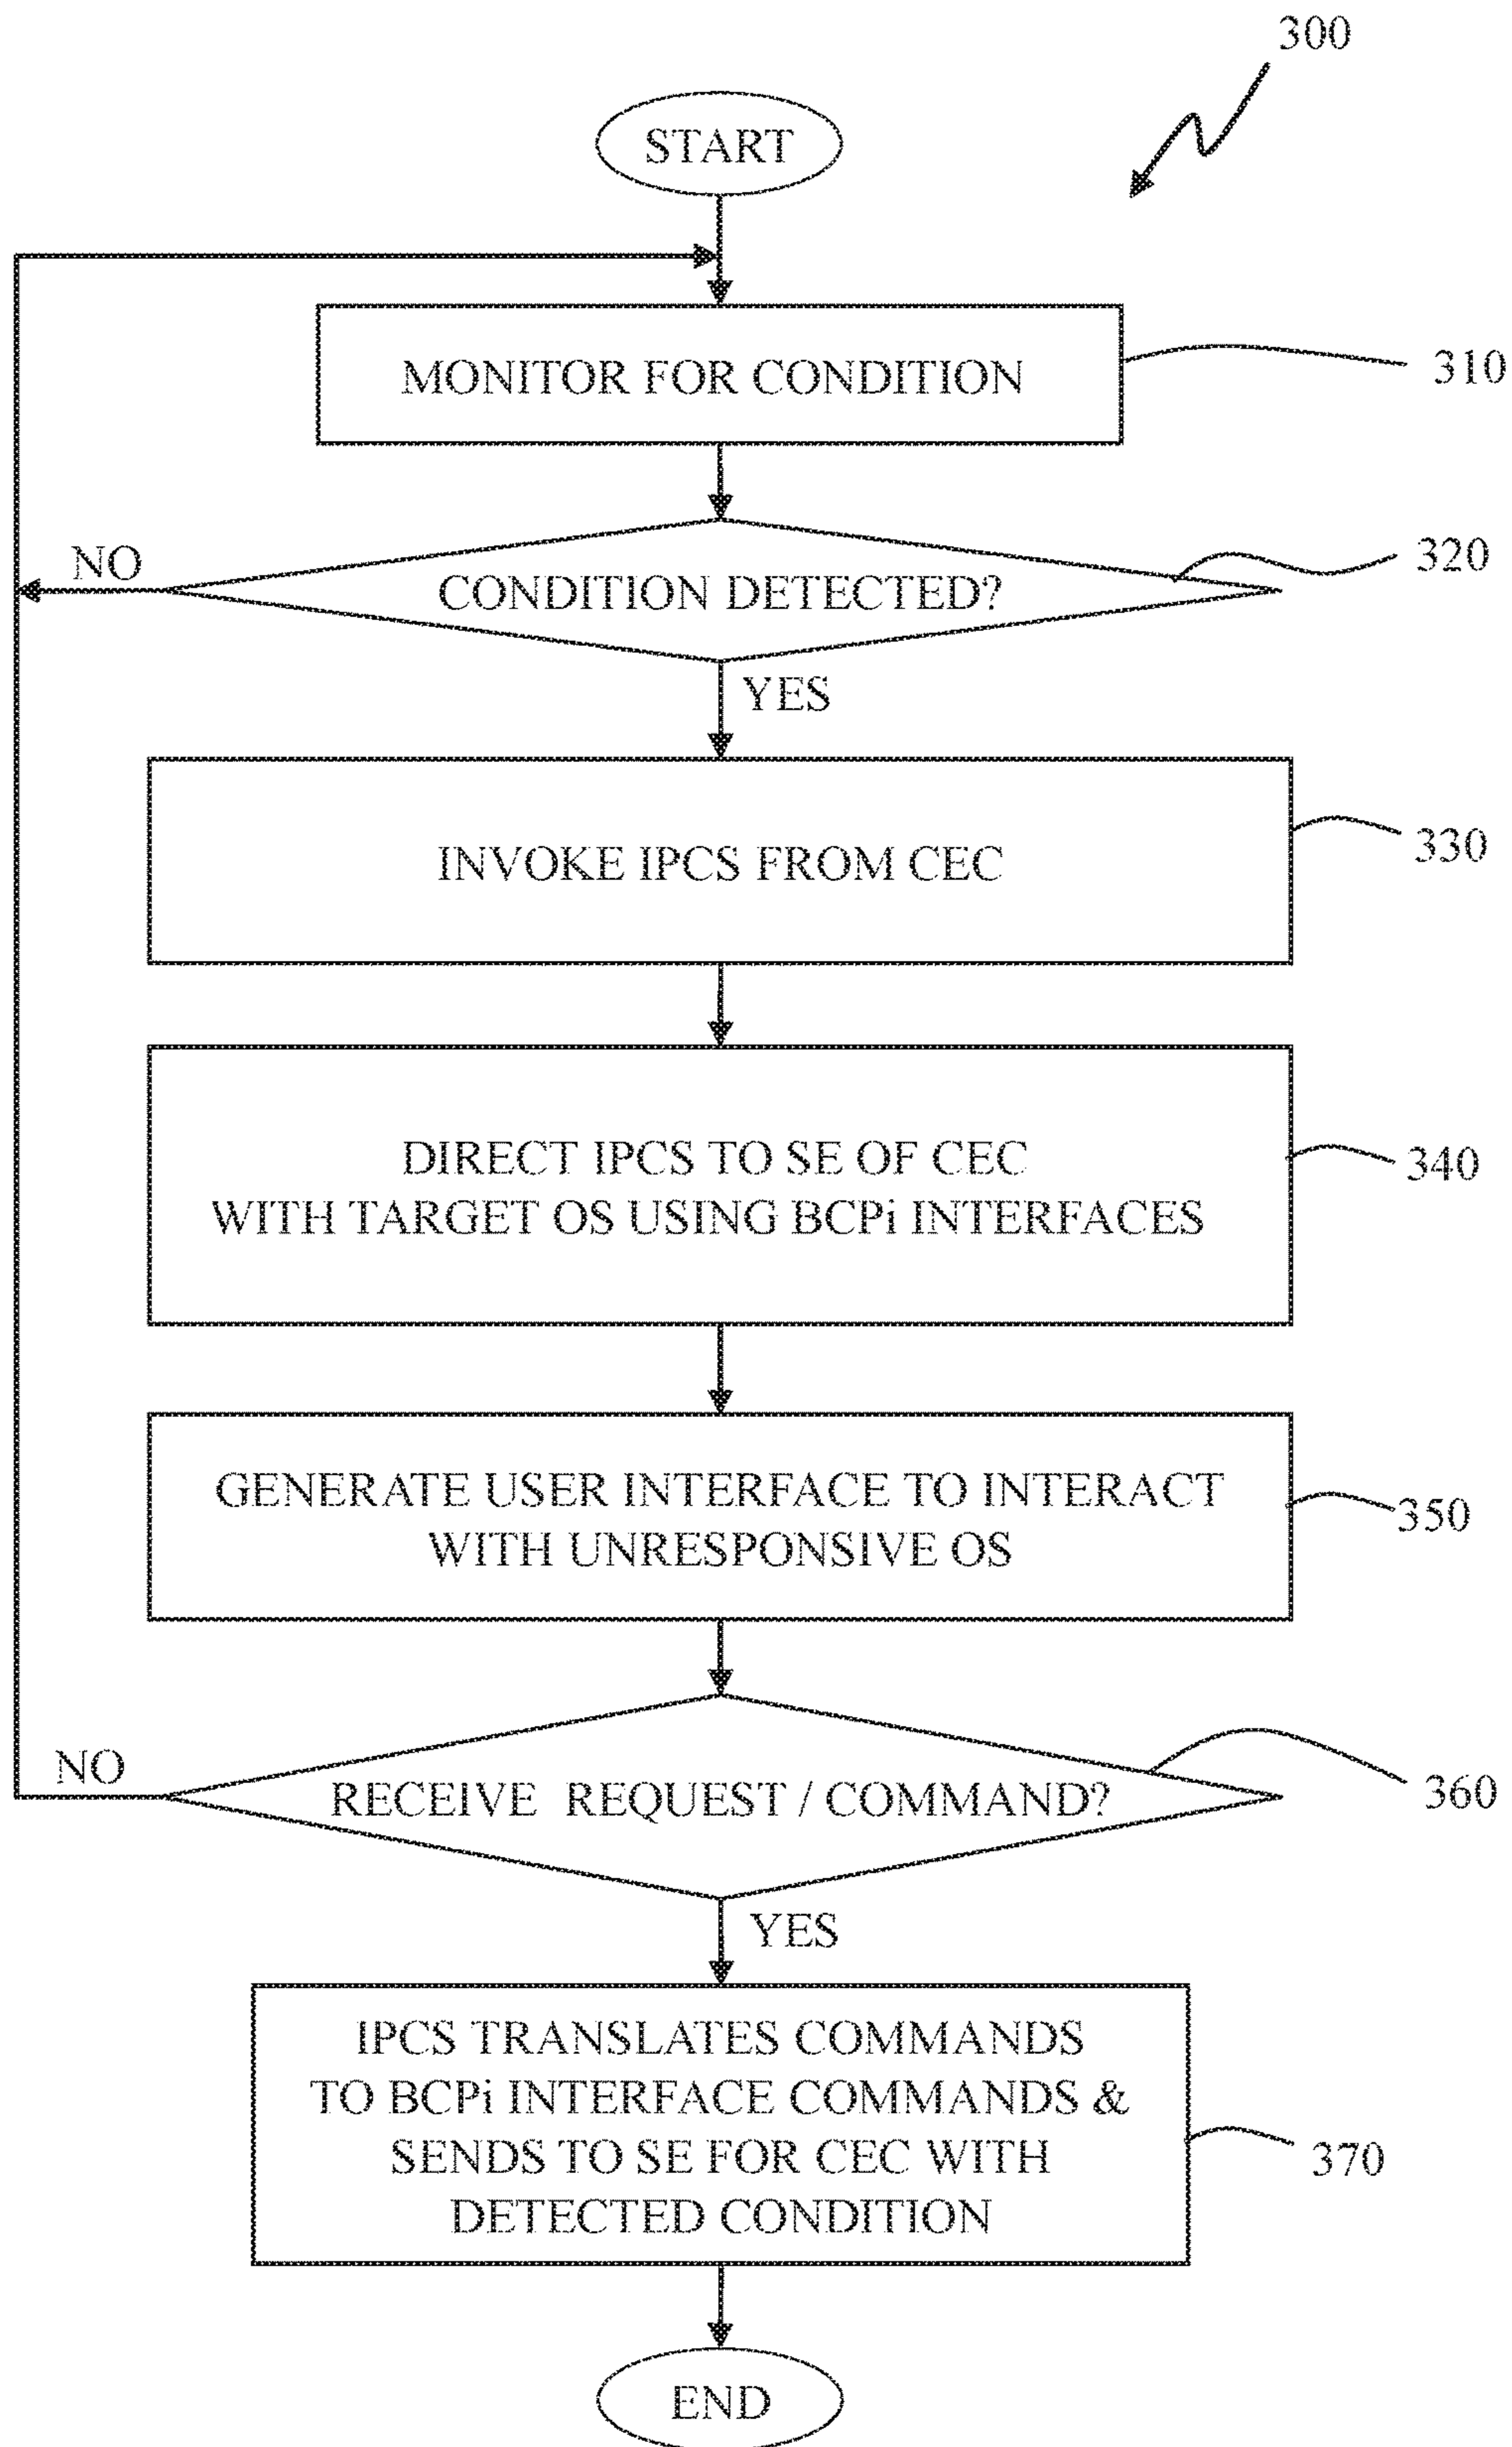 300
START
MONITOR FOR CONDITION
310
NO
CONDITION DETECTED?
320
YES
INVOKE IPCS FROM CEC
330
DIRECT IPCS TO SE OF CEC
WITH TARGET OS USING BCPi INTERFACES
340
GENERATE USER INTERFACE TO INTERACT
WITH UNRESPONSIVE OS
350
NO
RECEIVE REQUEST / COMMAND?
360
YES
IPCS TRANSLATES COMMANDS
TO BCPi INTERFACE COMMANDS &
SENDS TO SE FOR CEC WITH
DETECTED CONDITION
370
END